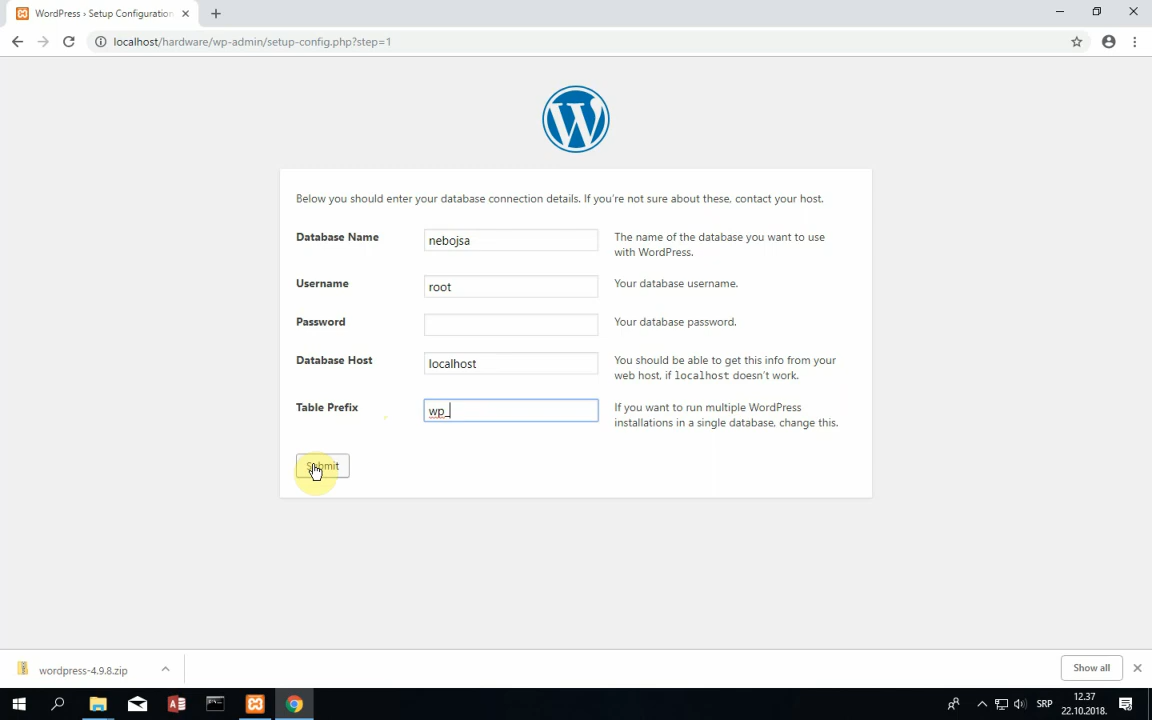 WordPress › Setup Configuration
localhost/hardware/wp-admin/setup-config.php?step=1
Below you should enter your database connection details. If you're not sure about these, contact your host.
Database Name
nebojsa
The name of the database you want to use
with WordPress.
Username
root
Your database username.
Password
Your database password.
Database Host
localhost
You should be able to get this info from your
web host, if localhost doesn't work.
Table Prefix
wp_
If you want to run multiple WordPress
installations in a single database, change this.
Submit
wordpress-4.9.8.zip
Show all
SRP
12.37
22.10.2018.